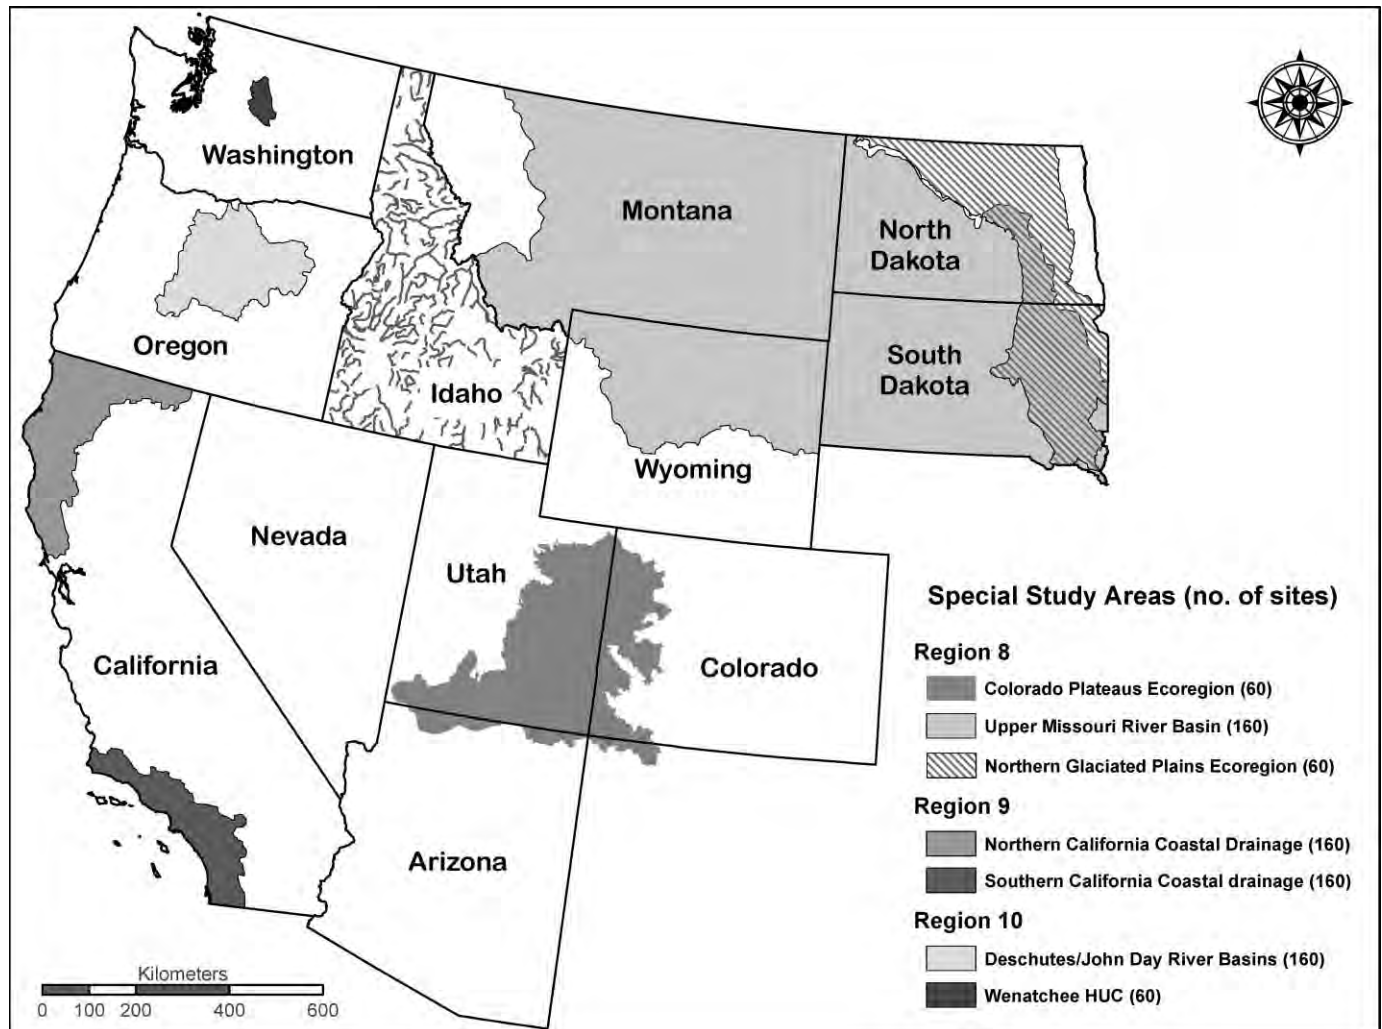 Washington
Montana
North
Dakota
Oregon
Idaho
South
Dakota
Wyoming
Nevada
Utah
California
Colorado
Arizona
Special Study Areas (no. of sites)
Region 8
Colorado Plateaus Ecoregion (60)
Upper Missouri River Basin (160)
Northern Glaciated Plains Ecoregion (60)
Region 9
Northern California Coastal Drainage (160)
Southern California Coastal drainage (160)
Region 10
Deschutes/John Day River Basins (160)
Wenatchee HUC (60)
Kilometers
0 100 200 400 600